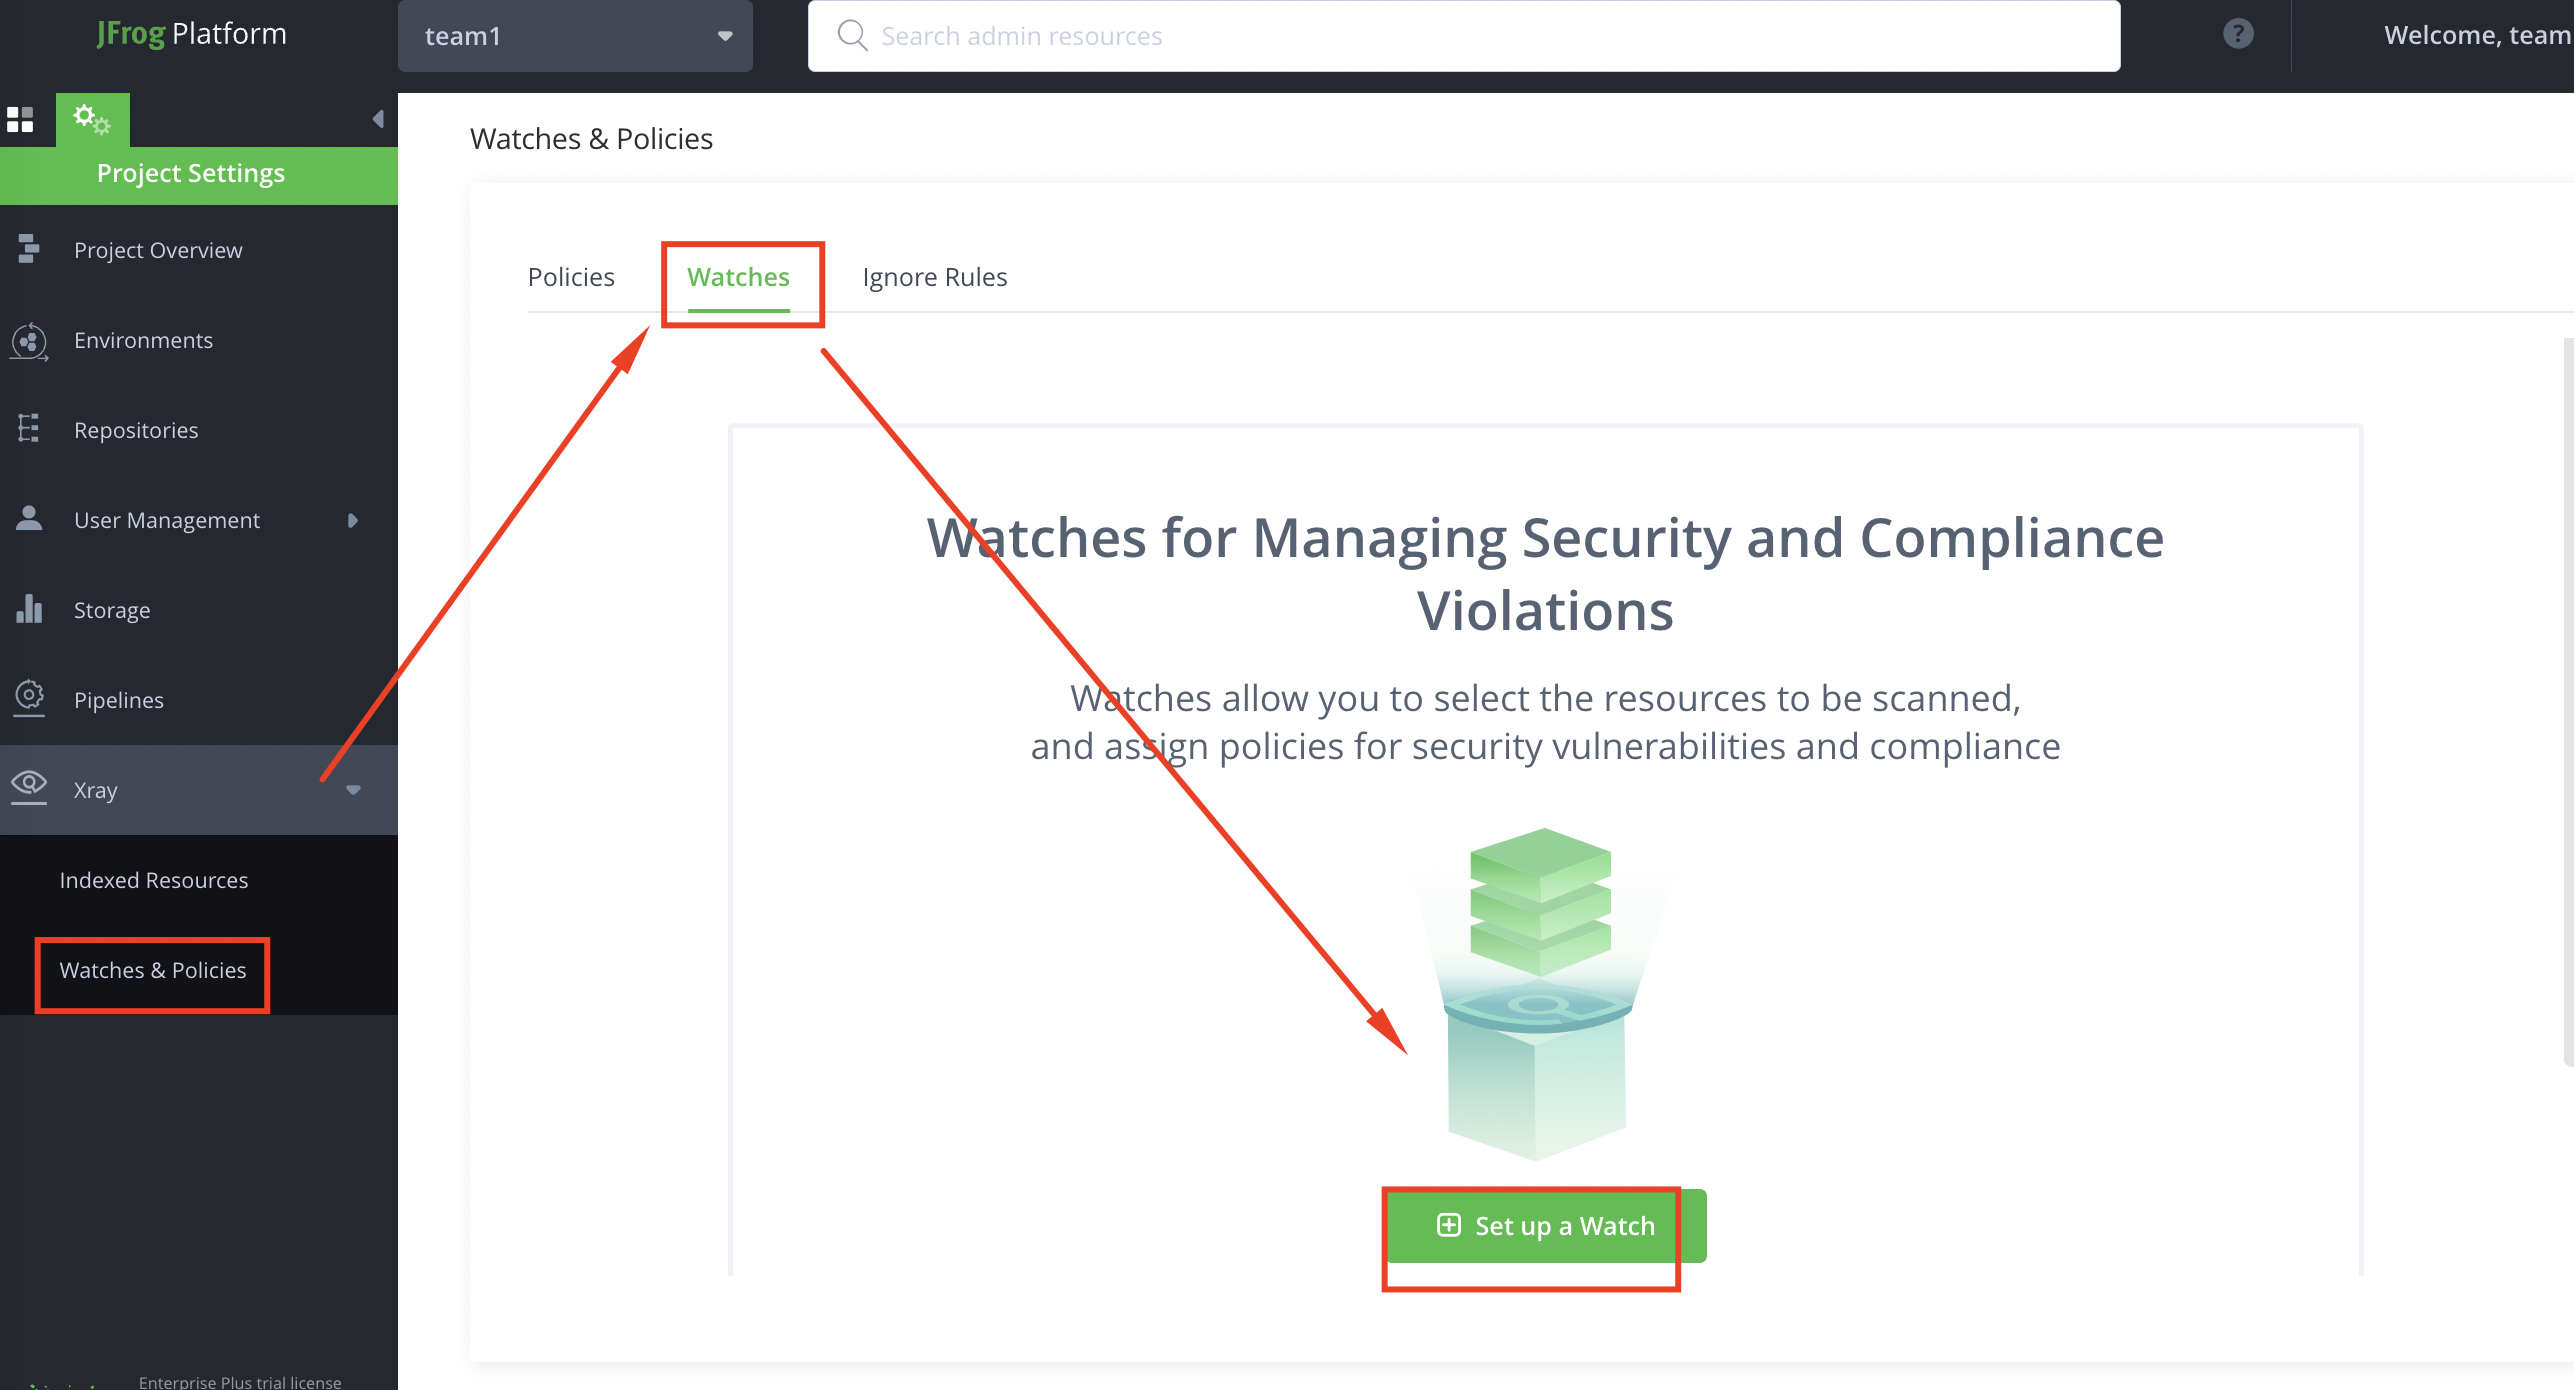 JFrog Platform
team1
Search admin resources
?
Welcome, team
Project Settings
Project Overview
Environments
Repositories
User Management
Storage
Pipelines
Xray
Indexed Resources
Watches & Policies
Enterprise Plus trial license
Watches & Policies
Policies
Watches
Ignore Rules
Watches for Managing Security and Compliance
Violations
Watches allow you to select the resources to be scanned,
and assign policies for security vulnerabilities and compliance
Set up a Watch